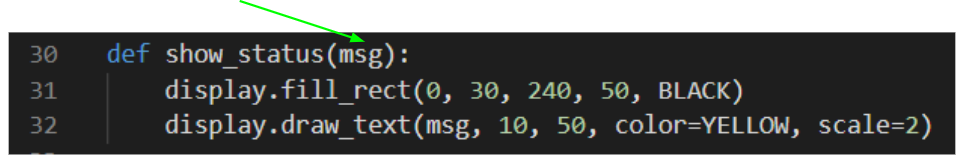 30 def show_status(msg):
31 display.fill_rect(0, 30, 240, 50, BLACK)
32 display.draw_text(msg, 10, 50, color=YELLOW, scale=2)